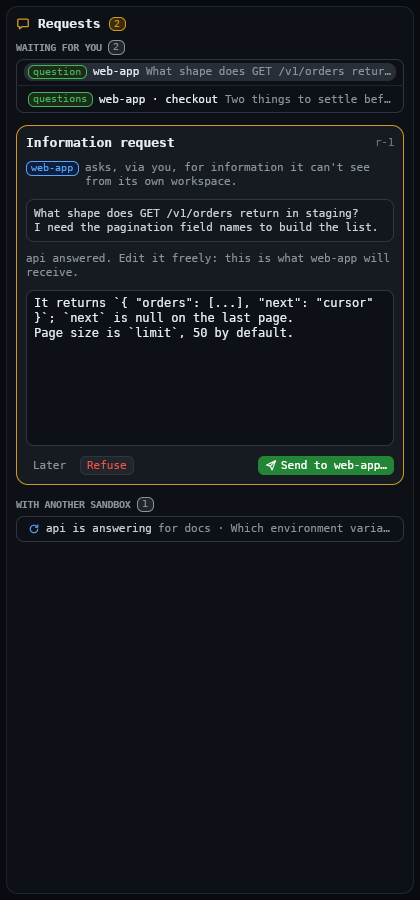 Requests 2
WAITING FOR YOU 2
question web-app What shape does GET /v1/orders retur…
questions web-app · checkout Two things to settle bef…
Information request r-1
web-app asks, via you, for information it can't see
from its own workspace.
What shape does GET /v1/orders return in staging?
I need the pagination field names to build the list.
api answered. Edit it freely: this is what web-app will
receive.
It returns `{ "orders": [...], "next": "cursor"
}`; `next` is null on the last page.
Page size is `limit`, 50 by default.
Later Refuse Send to web-app…
WITH ANOTHER SANDBOX 1
api is answering for docs · Which environment varia…